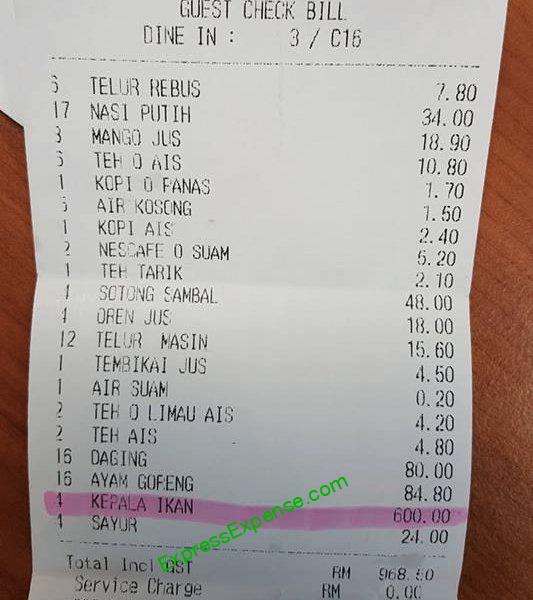 GUEST CHECK BILL
DINE IN : 3 / C16
6 TELUR REBUS 7.80
17 NASI PUTIH 34.00
3 MANGO JUS 18.90
6 TEH O AIS 10.80
1 KOPI O PANAS 1.70
5 AIR KOSONG 1.50
1 KOPI AIS 2.40
2 NESCAFE O SUAM 5.20
1 TEH TARIK 2.10
4 SOTONG SAMBAL 48.00
4 OREN JUS 18.00
12 TELUR MASIN 15.60
1 TEMBIKAI JUS 4.50
1 AIR SUAM 0.20
2 TEH O LIMAU AIS 4.20
2 TEH AIS 4.80
16 DAGING 80.00
16 AYAM GORENG 84.80
4 KEPALA IKAN 600.00
4 SAYUR 24.00
ExpressExpense.com
Total Incl GST RM 968.50
Service Charge RM 0.00